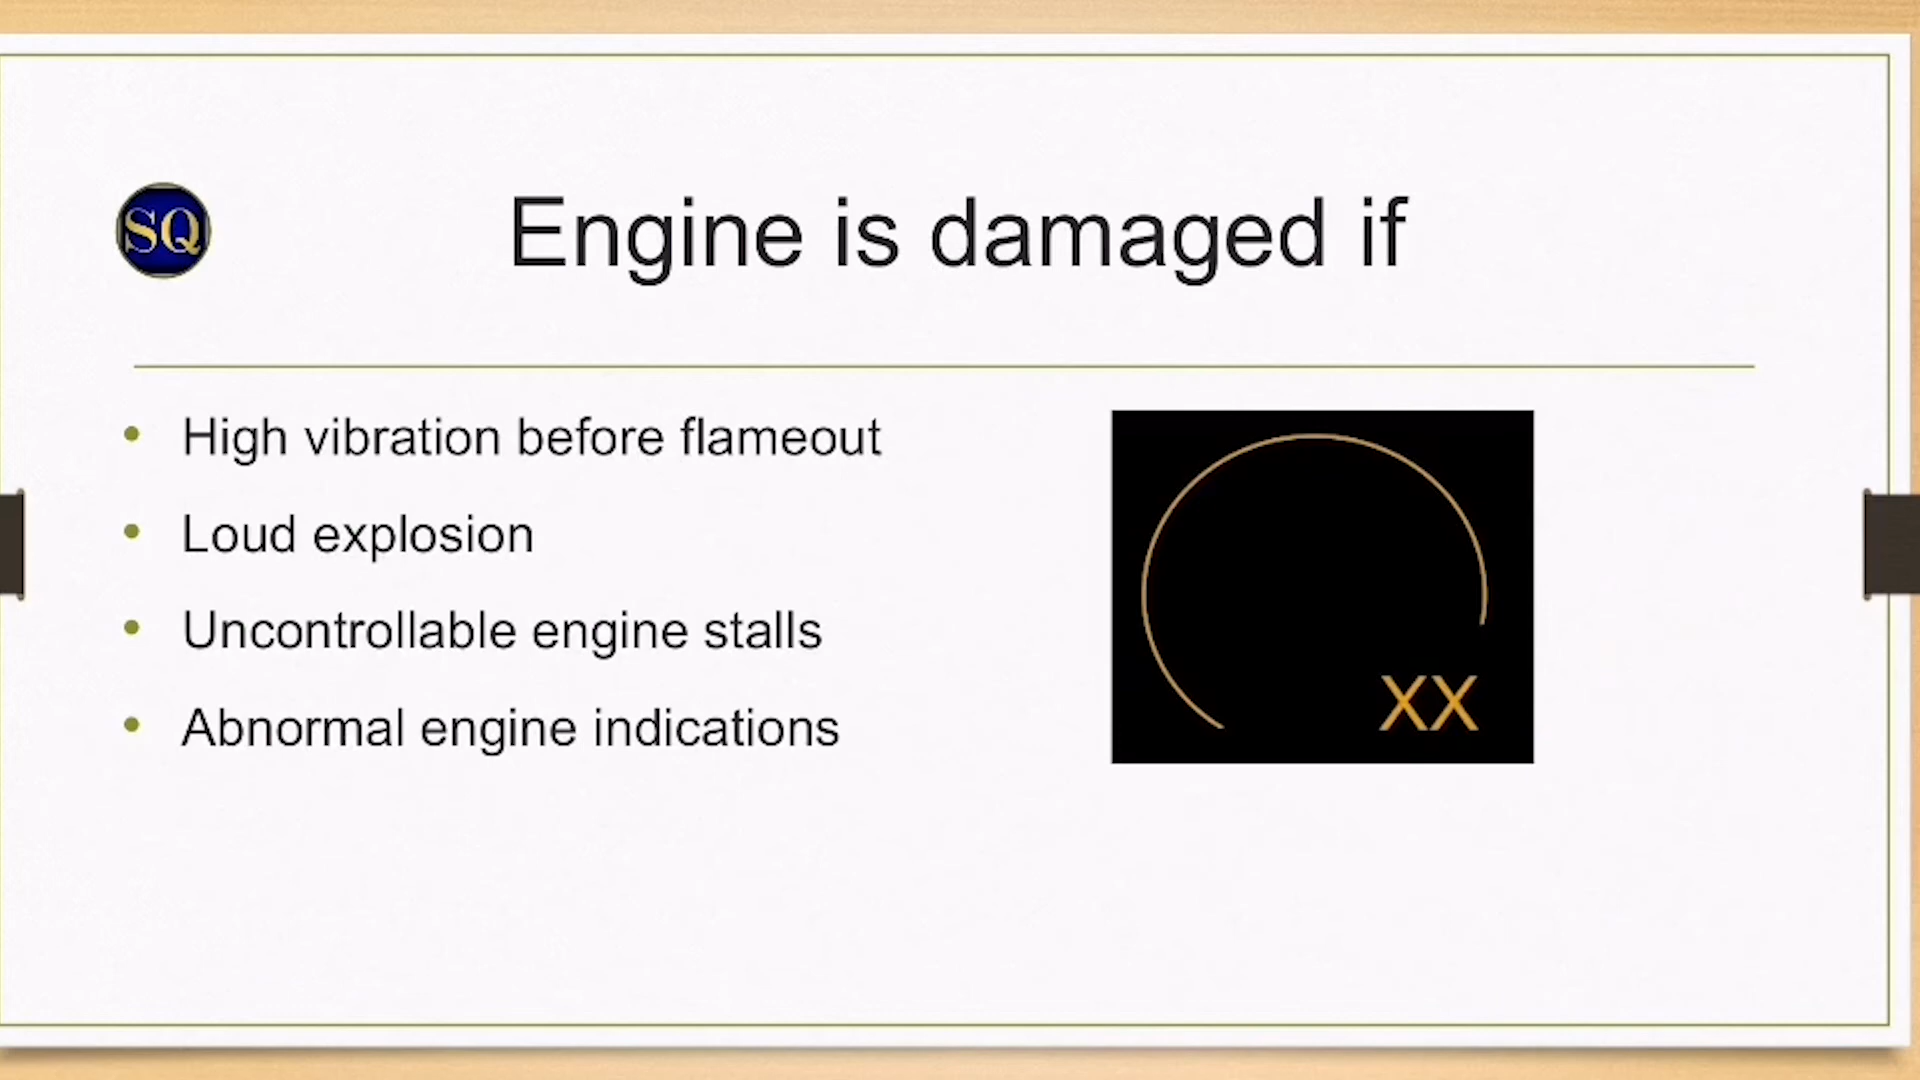 SQ
Engine is damaged if
• High vibration before flameout
• Loud explosion
• Uncontrollable engine stalls
• Abnormal engine indications
XX